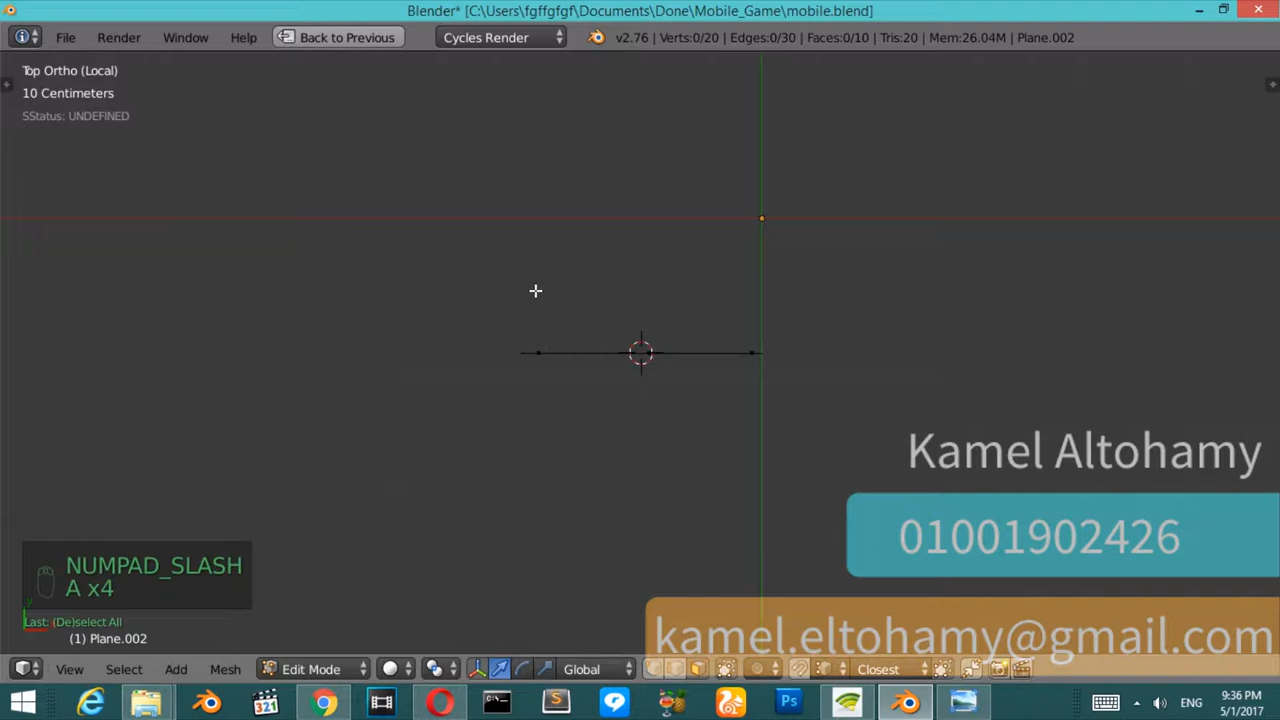 Blender* [C:\Users\fgffgfgf\Documents\Done\Mobile_Game\mobile.blend]
File Render Window Help Back to Previous Cycles Render v2.76 | Verts:0/20 | Edges:0/30 | Faces:0/10 | Tris:20 | Mem:26.04M | Plane.002
Top Ortho (Local)
10 Centimeters
SStatus: UNDEFINED
Kamel Altohamy
01001902426
kamel.eltohamy@gmail.com
NUMPAD_SLASH
A x4
y
Last: (De)select All
(1) Plane.002
View Select Add Mesh Edit Mode Global Closest
321 S Ps ENG 9:36 PM
5/1/2017